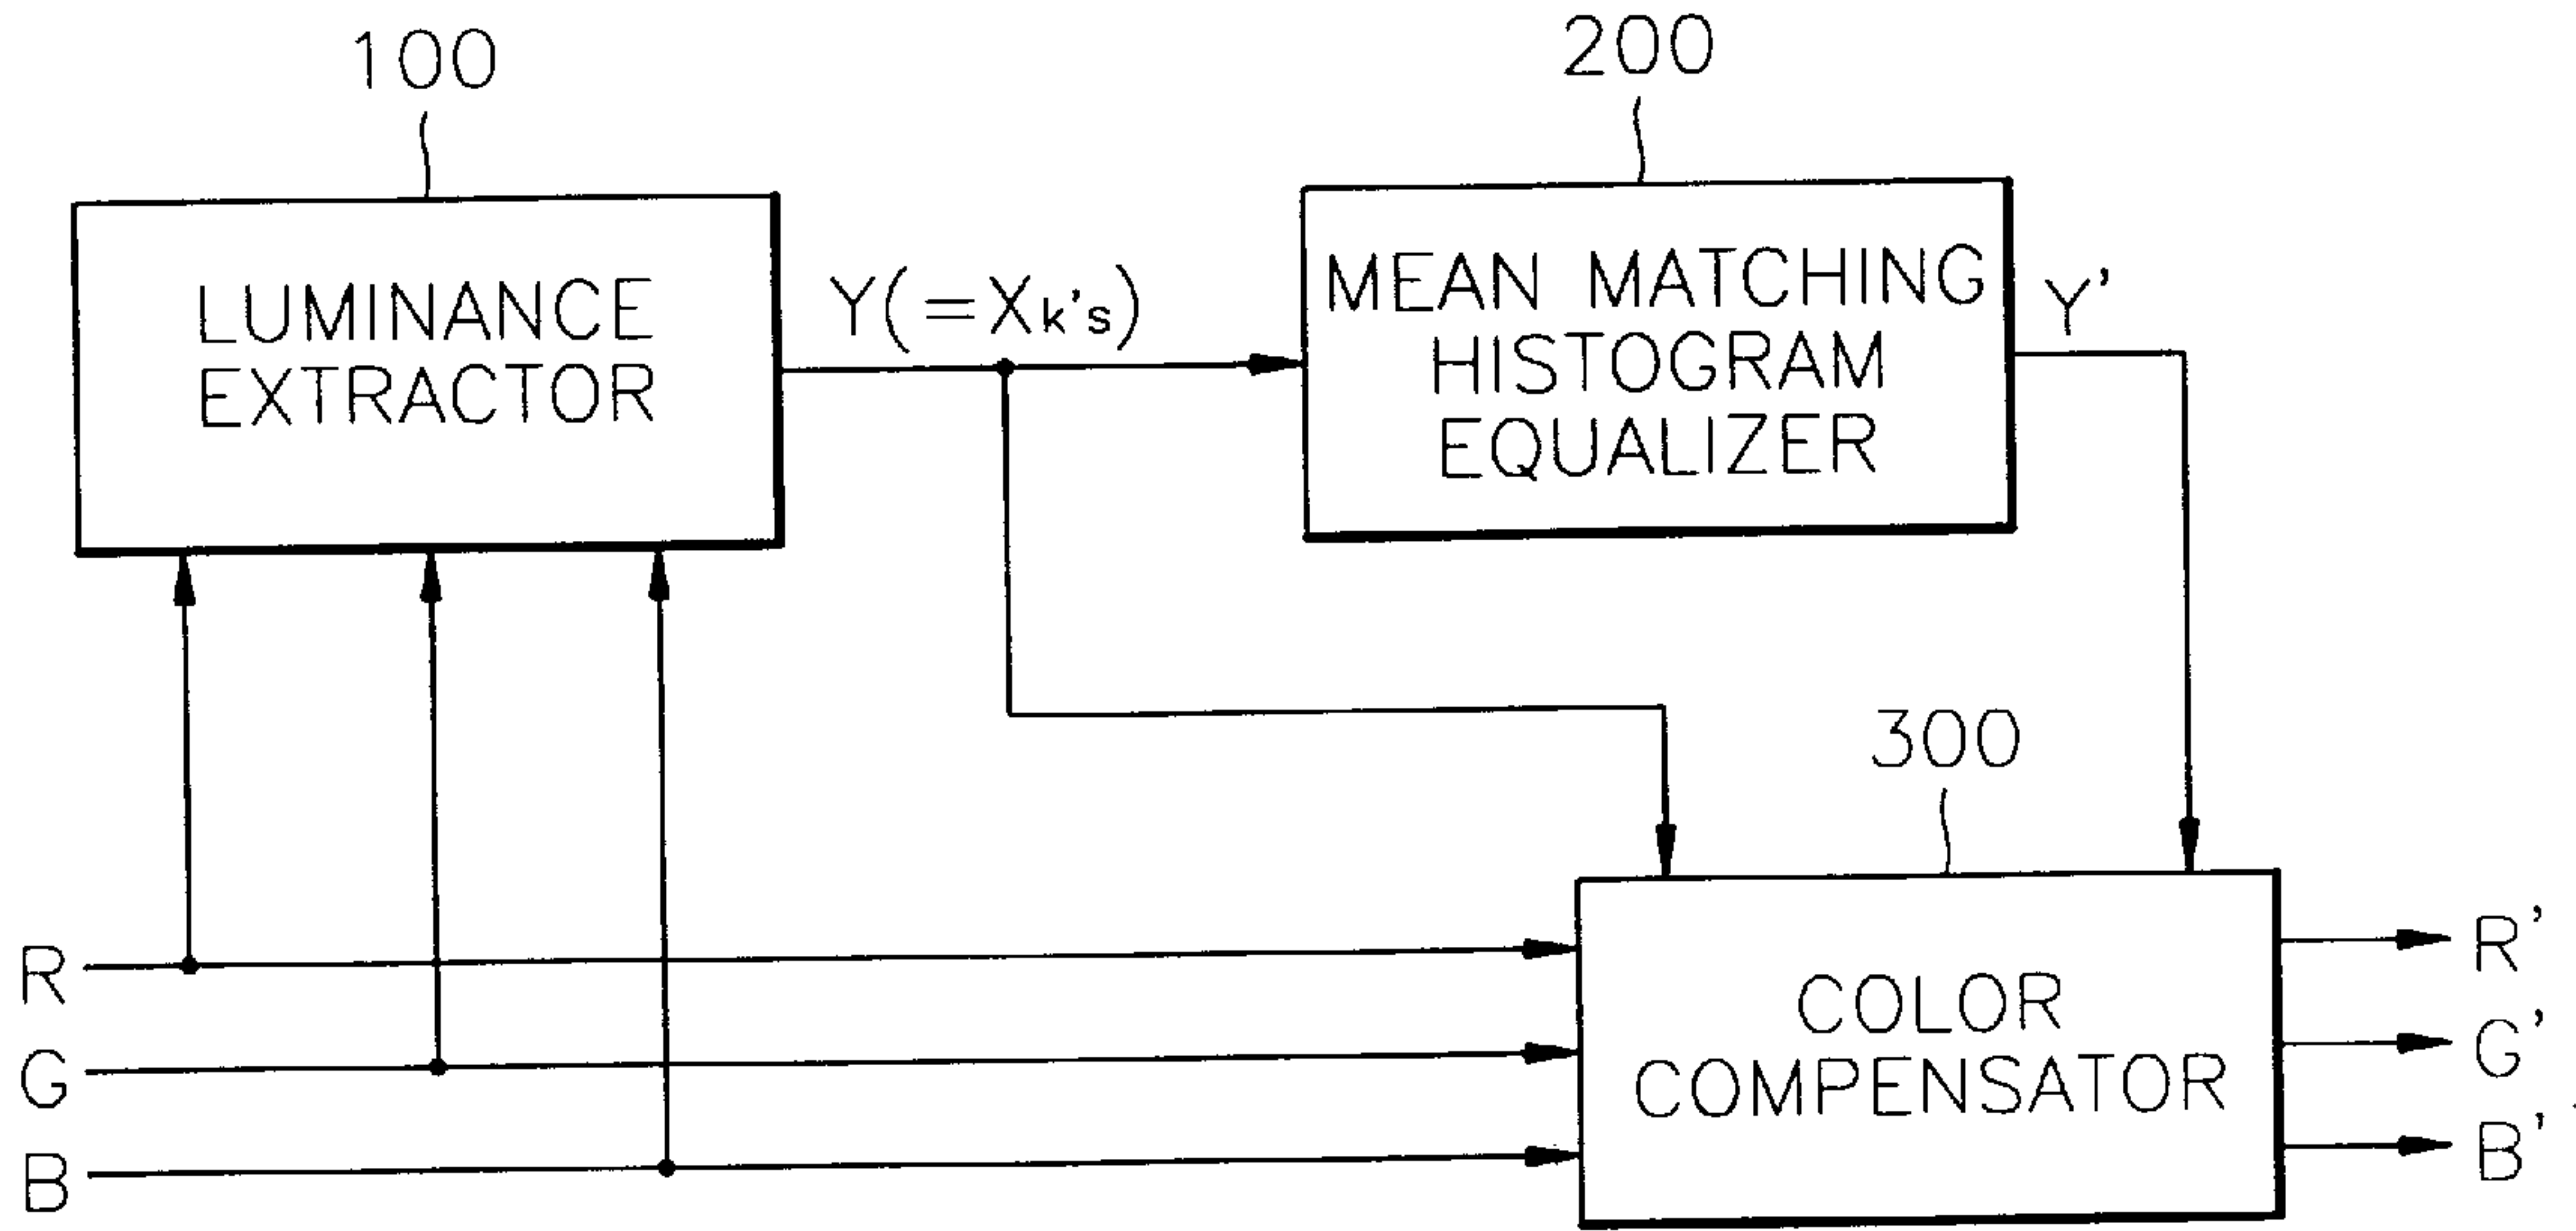 100
200
LUMINANCE
EXTRACTOR
Y(=Xk's)
MEAN MATCHING
HISTOGRAM
EQUALIZER
Y'
300
R
G
B
COLOR
COMPENSATOR
R'
G'
B'